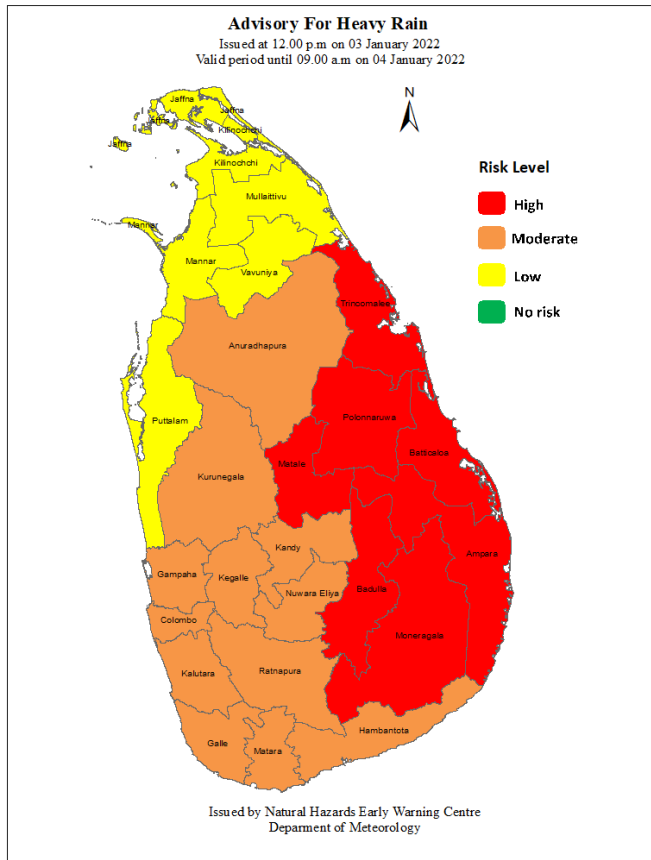 Advisory For Heavy Rain
Issued at 12.00 p.m on 03 January 2022
Valid period until 09.00 a.m on 04 January 2022
N
Jaffna
Jaffna
Jaffna
Kilinochchi
Jaffna
Kilinochchi
Mullaittivu
Mannar
Mannar
Vavuniya
Risk Level
High
Moderate
Low
No risk
Trincomalee
Anuradhapura
Puttalam
Polonnaruwa
Batticaloa
Matale
Kurunegala
Kandy
Ampara
Gampaha
Kegalle
Nuwara Eliya
Badulla
Colombo
Moneragala
Kalutara
Ratnapura
Hambantota
Galle
Matara
Issued by Natural Hazards Early Warning Centre
Deparment of Meteorology